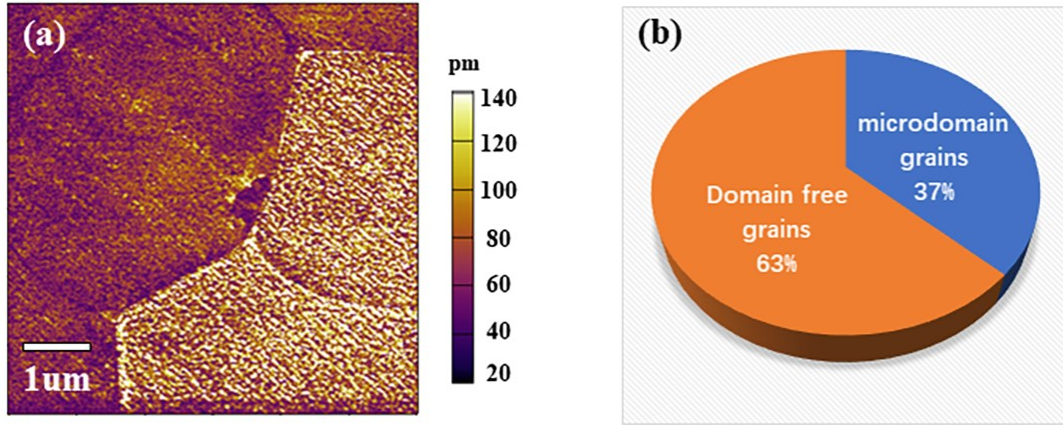 (a)
pm
140
120
100
80
60
40
20
1um
(b)
microdomain
grains
37%
Domain free
grains
63%